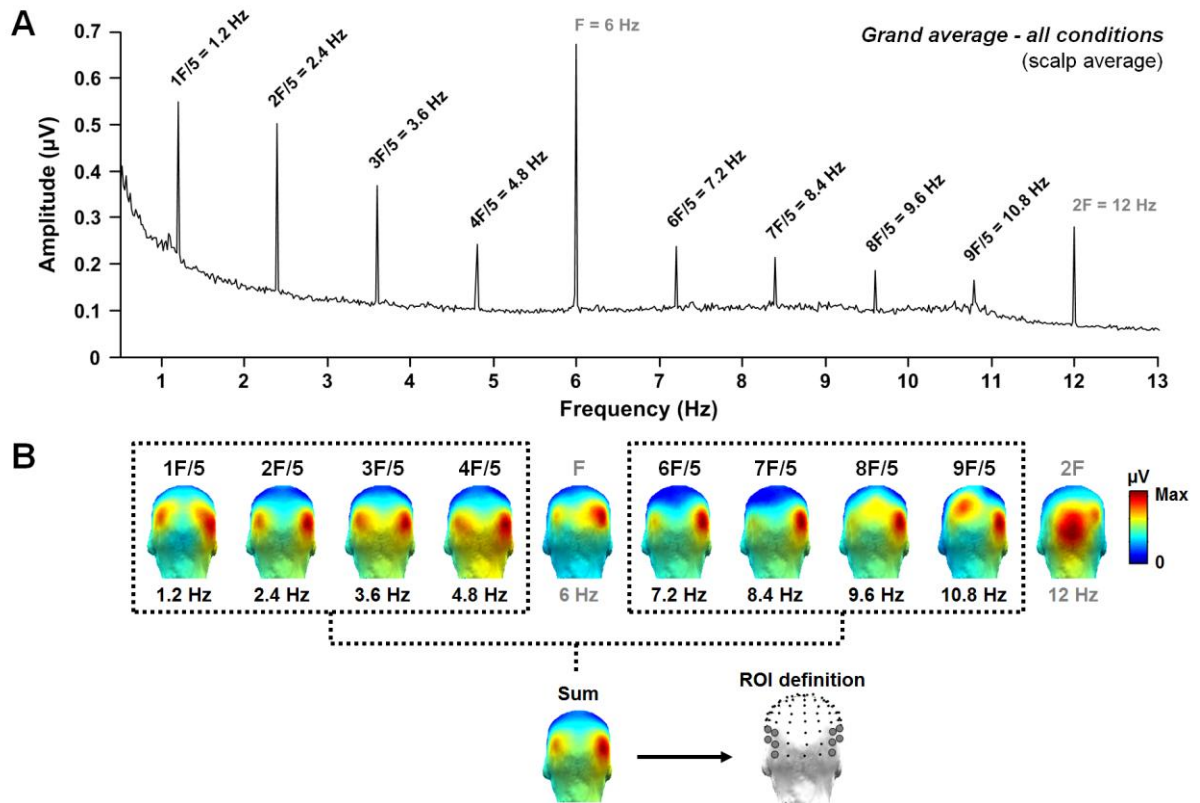 A
Grand average - all conditions
(scalp average)
Amplitude (µV)
0.7
0.6
0.5
0.4
0.3
0.2
0.1
0
1F/5 = 1.2 Hz
2F/5 = 2.4 Hz
3F/5 = 3.6 Hz
4F/5 = 4.8 Hz
F = 6 Hz
6F/5 = 7.2 Hz
7F/5 = 8.4 Hz
8F/5 = 9.6 Hz
9F/5 = 10.8 Hz
2F = 12 Hz
1 2 3 4 5 6 7 8 9 10 11 12 13
Frequency (Hz)
B
1F/5 2F/5 3F/5 4F/5 F 6F/5 7F/5 8F/5 9F/5 2F
µV
Max
0
1.2 Hz 2.4 Hz 3.6 Hz 4.8 Hz 6 Hz 7.2 Hz 8.4 Hz 9.6 Hz 10.8 Hz 12 Hz
Sum
ROI definition